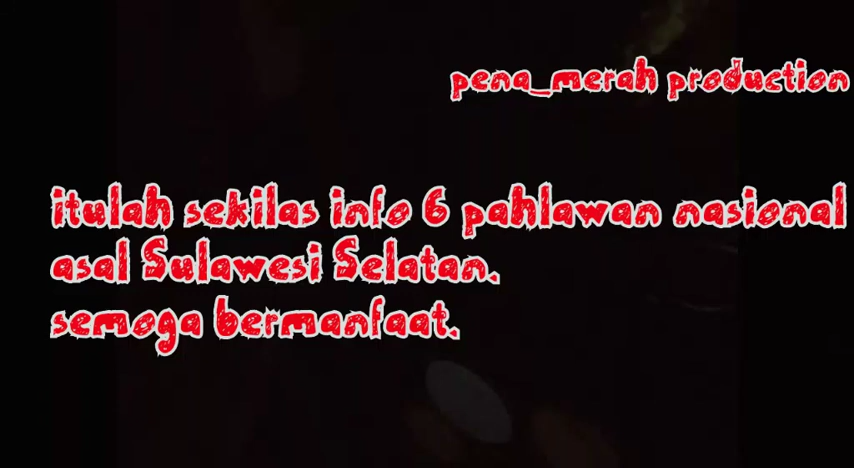 pena_merah production
itulah sekilas info 6 pahlawan nasional
asal Sulawesi Selatan.
semoga bermanfaat.